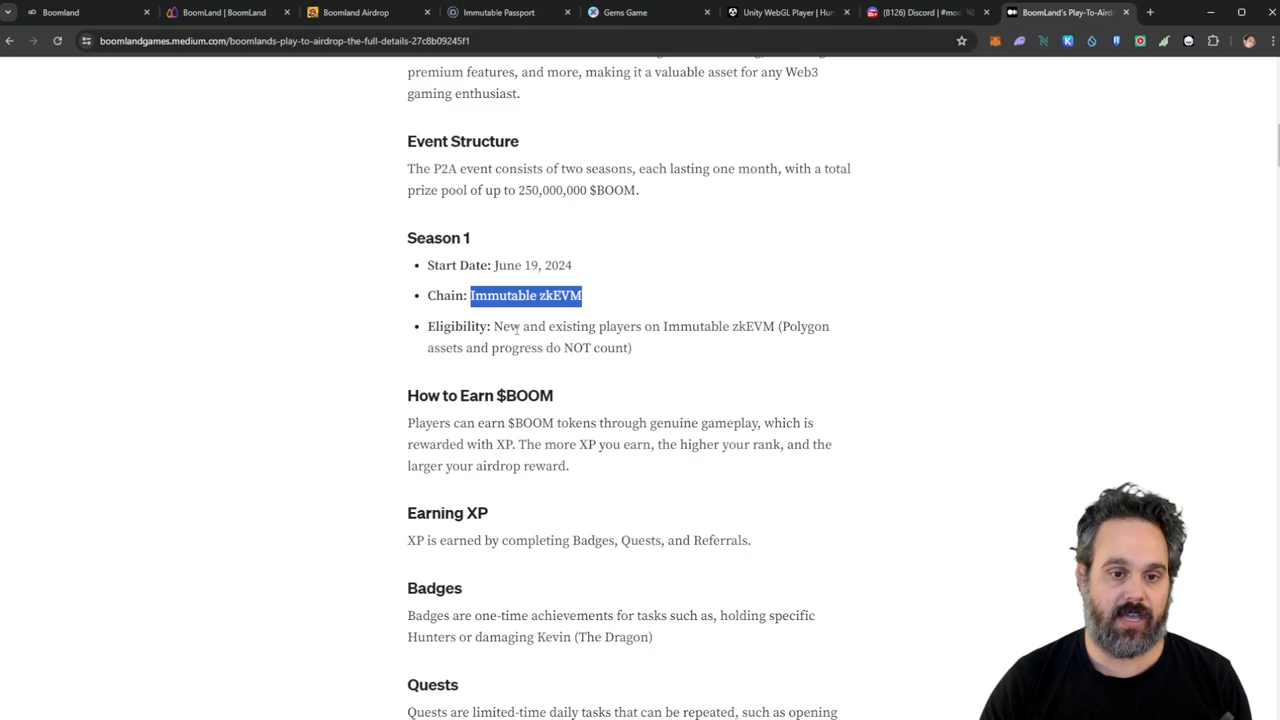 Boomland
BoomLand | BoomLand
Boomland Airdrop
Immutable Passport
Gems Game
Unity WebGL Player | Hun
(8126) Discord | #mod
BoomLand's Play-To-Aird
boomlandgames.medium.com/boomlands-play-to-airdrop-the-full-details-27c8b09245f1
premium features, and more, making it a valuable asset for any Web3
gaming enthusiast.
Event Structure
The P2A event consists of two seasons, each lasting one month, with a total
prize pool of up to 250,000,000 $BOOM.
Season 1
• Start Date: June 19, 2024
• Chain: Immutable zkEVM
• Eligibility: New and existing players on Immutable zkEVM (Polygon
assets and progress do NOT count)
How to Earn $BOOM
Players can earn $BOOM tokens through genuine gameplay, which is
rewarded with XP. The more XP you earn, the higher your rank, and the
larger your airdrop reward.
Earning XP
XP is earned by completing Badges, Quests, and Referrals.
Badges
Badges are one-time achievements for tasks such as, holding specific
Hunters or damaging Kevin (The Dragon)
Quests
Quests are limited-time daily tasks that can be repeated, such as opening